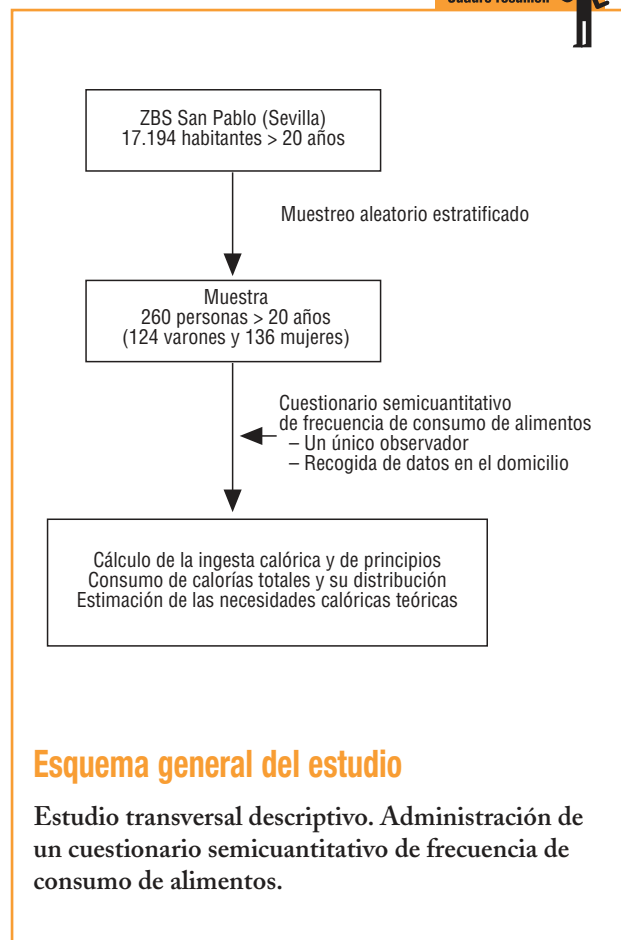 Cuadro resumen
ZBS San Pablo (Sevilla)
17.194 habitantes > 20 años
Muestreo aleatorio estratificado
Muestra
260 personas > 20 años
(124 varones y 136 mujeres)
Cuestionario semicuantitativo
de frecuencia de consumo de alimentos
– Un único observador
– Recogida de datos en el domicilio
Cálculo de la ingesta calórica y de principios
Consumo de calorías totales y su distribución
Estimación de las necesidades calóricas teóricas
Esquema general del estudio
Estudio transversal descriptivo. Administración de
un cuestionario semicuantitativo de frecuencia de
consumo de alimentos.